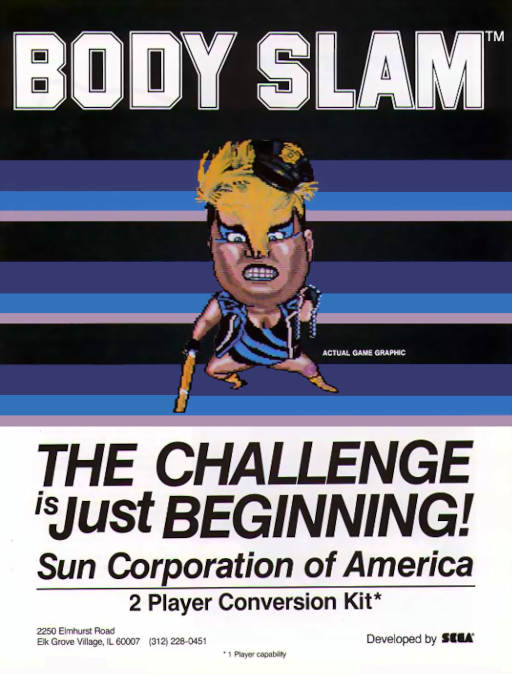 BODY SLAM™
ACTUAL GAME GRAPHIC
THE CHALLENGE
is Just BEGINNING!
Sun Corporation of America
2 Player Conversion Kit*
2250 Elmhurst Road
Elk Grove Village, IL 60007 (312) 228-0451
Developed by SEGA®
* 1 Player capability